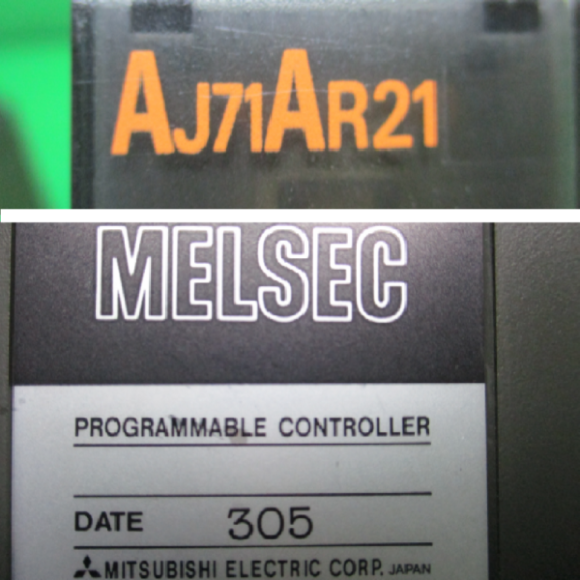 AJ71AR21
MELSEC
PROGRAMMABLE CONTROLLER
DATE 305
MITSUBISHI ELECTRIC CORP. JAPAN